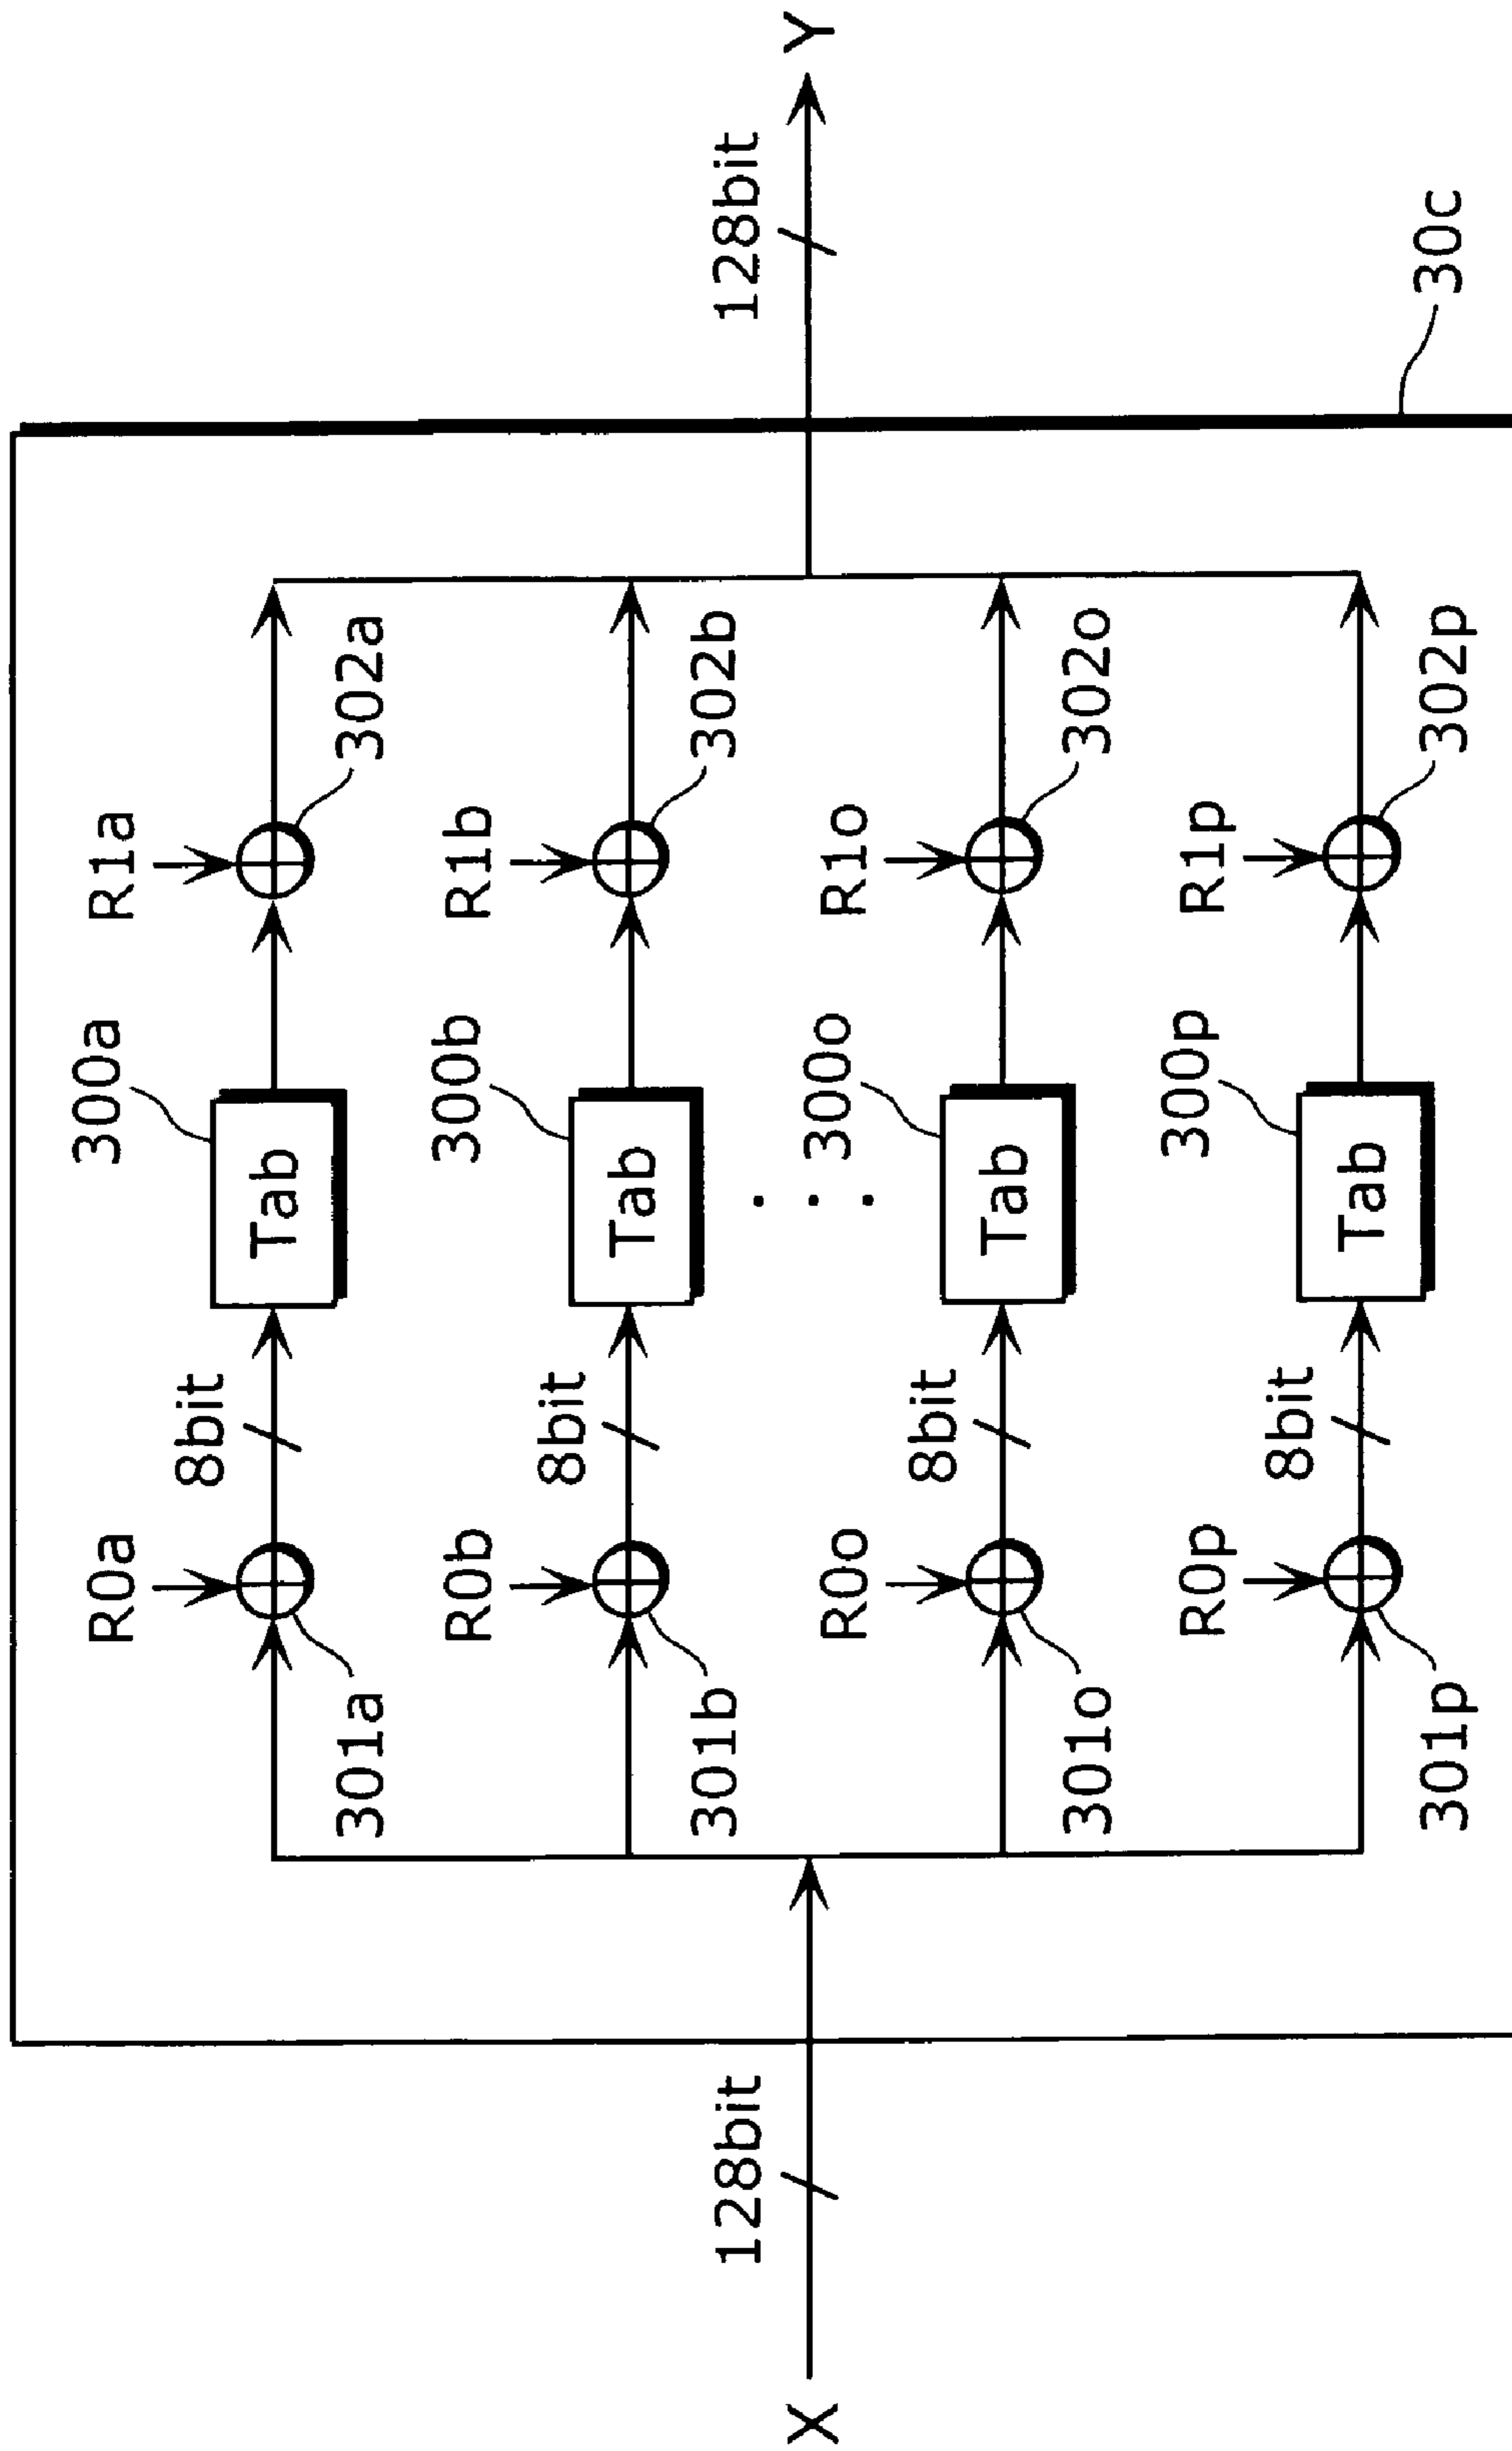 X
128bit
301a
R0a
8bit
300a
Tab
R1a
302a
301b
R0b
8bit
300b
Tab
R1b
302b
301o
R0o
8bit
300o
Tab
R1o
302o
301p
R0p
8bit
300p
Tab
R1p
302p
128bit
Y
30c